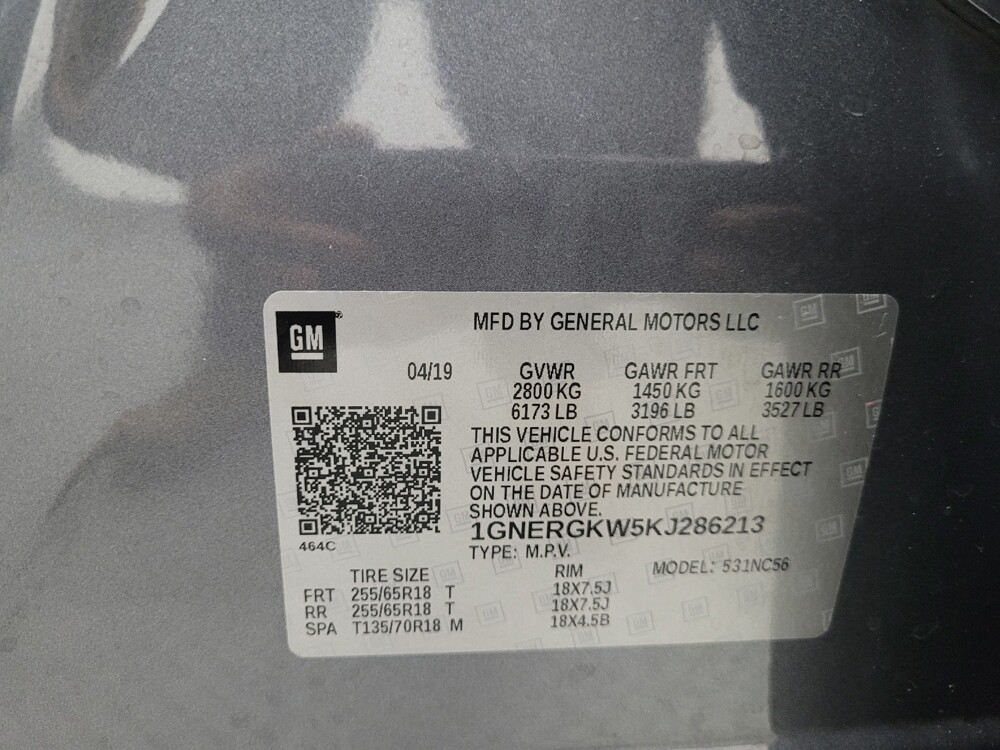 GM
MFD BY GENERAL MOTORS LLC
04/19 GVWR GAWR FRT GAWR RR
2800 KG 1450 KG 1600 KG
6173 LB 3196 LB 3527 LB
THIS VEHICLE CONFORMS TO ALL
APPLICABLE U.S. FEDERAL MOTOR
VEHICLE SAFETY STANDARDS IN EFFECT
ON THE DATE OF MANUFACTURE
SHOWN ABOVE.
1GNERGKW5KJ286213
464C
TYPE: M.P.V.
MODEL: 531NC56
TIRE SIZE RIM
FRT 255/65R18 T 18X7.5J
RR 255/65R18 T 18X7.5J
SPA T135/70R18 M 18X4.5B